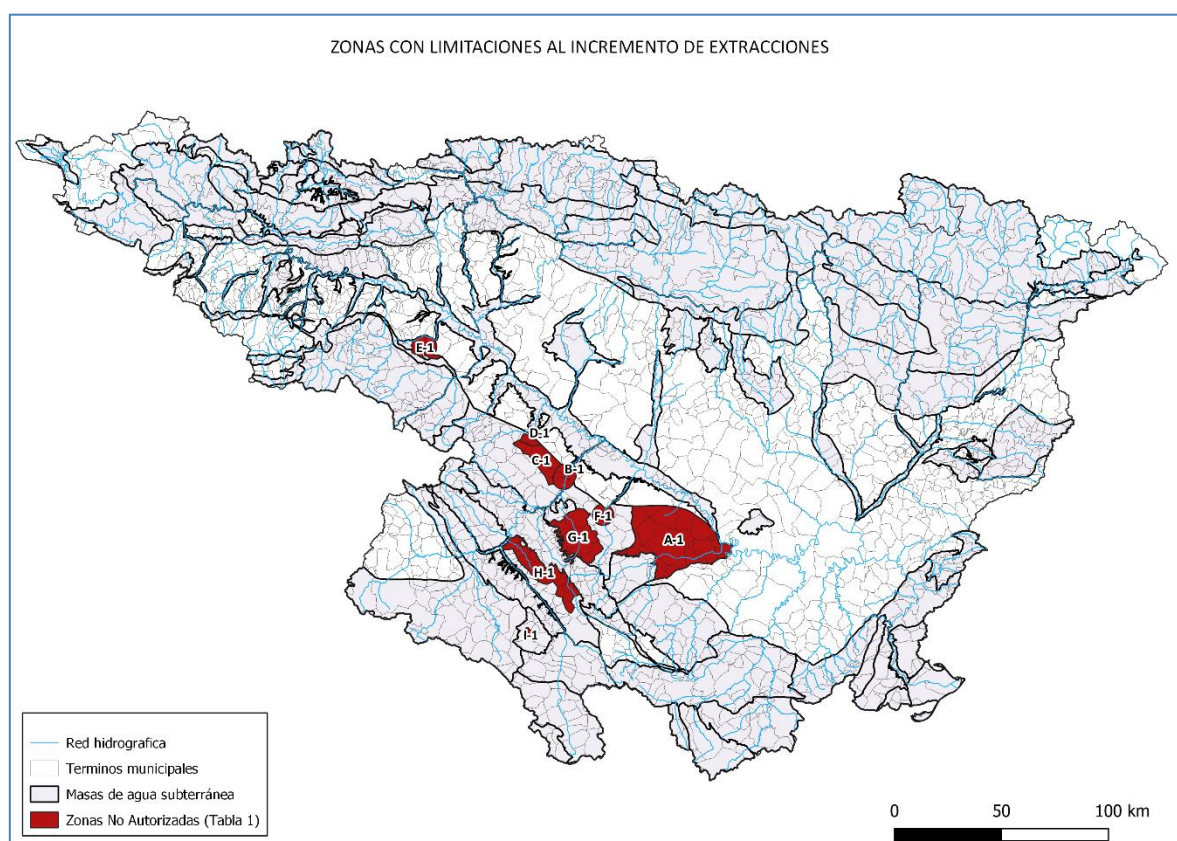 ZONAS CON LIMITACIONES AL INCREMENTO DE EXTRACCIONES
E-1
D-1
C-1
B-1
F-1
G-1
A-1
H-1
I-1
Red hidrografica
Terminos municipales
Masas de agua subterránea
Zonas No Autorizadas (Tabla 1)
0 50 100 km